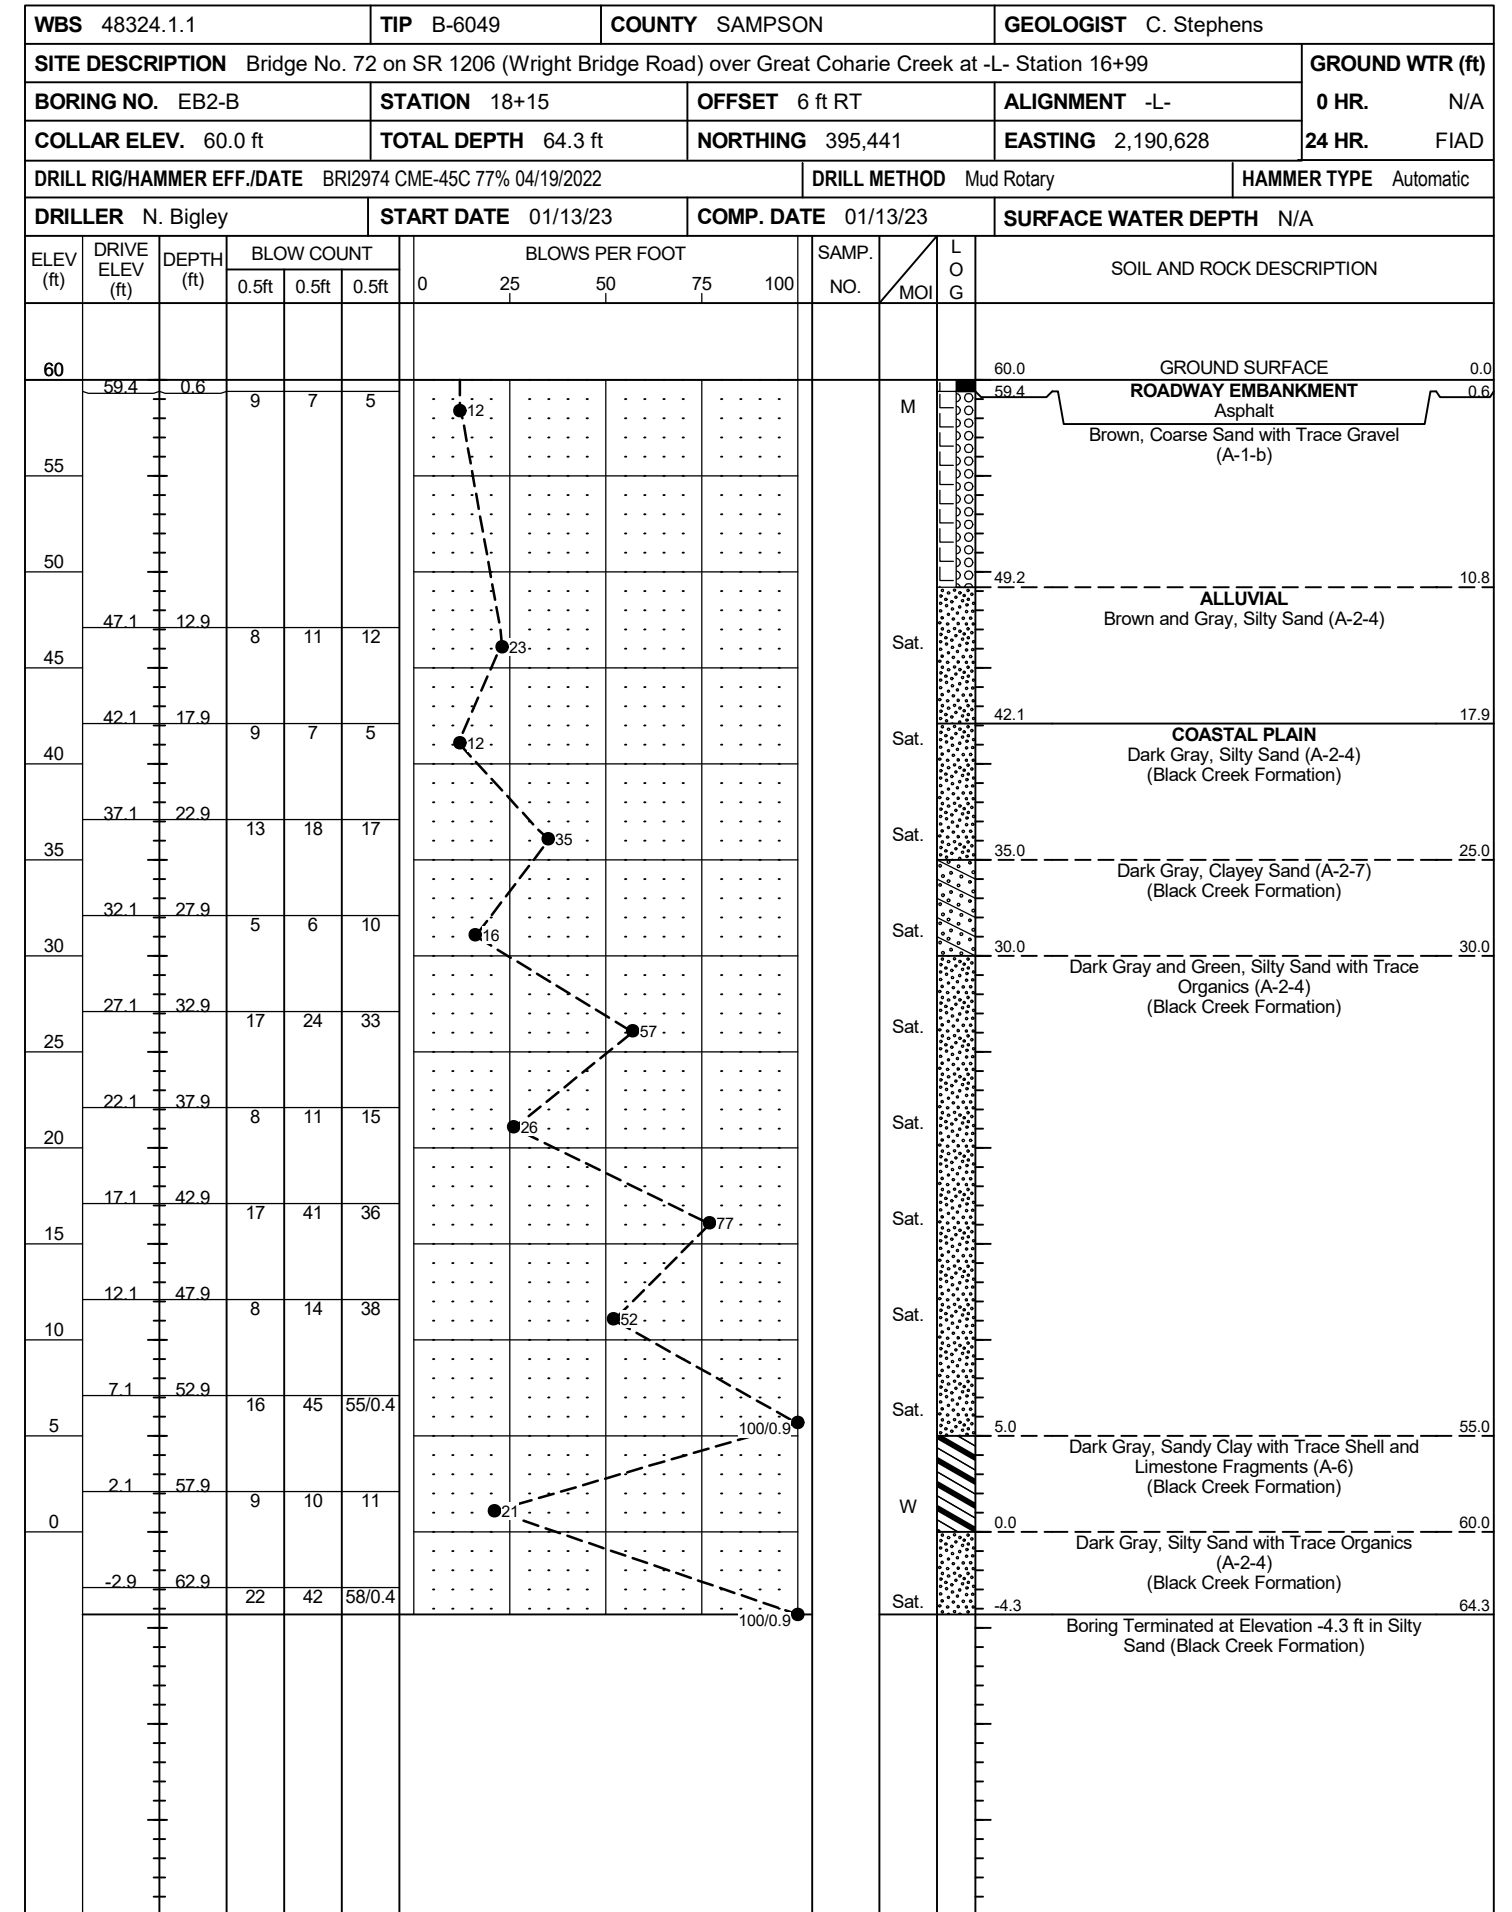 WBS 48324.1.1 TIP B-6049 COUNTY SAMPSON GEOLOGIST C. Stephens
SITE DESCRIPTION Bridge No. 72 on SR 1206 (Wright Bridge Road) over Great Coharie Creek at -L- Station 16+99 GROUND WTR (ft)
BORING NO. EB2-B STATION 18+15 OFFSET 6 ft RT ALIGNMENT -L- 0 HR. N/A
COLLAR ELEV. 60.0 ft TOTAL DEPTH 64.3 ft NORTHING 395,441 EASTING 2,190,628 24 HR. FIAD
DRILL RIG/HAMMER EFF./DATE BRI2974 CME-45C 77% 04/19/2022 DRILL METHOD Mud Rotary HAMMER TYPE Automatic
DRILLER N. Bigley START DATE 01/13/23 COMP. DATE 01/13/23 SURFACE WATER DEPTH N/A
ELEV (ft) DRIVE ELEV (ft) DEPTH (ft) BLOW COUNT BLOWS PER FOOT SAMP. NO. MOI LOG SOIL AND ROCK DESCRIPTION
0.5ft 0.5ft 0.5ft 0 25 50 75 100
60 60.0 GROUND SURFACE 0.0
59.4 0.6 59.4 ROADWAY EMBANKMENT 0.6
9 7 5 12 M Asphalt
Brown, Coarse Sand with Trace Gravel
(A-1-b)
55
50
49.2 10.8
ALLUVIAL
47.1 12.9 Brown and Gray, Silty Sand (A-2-4)
8 11 12 23 Sat.
45
42.1 17.9 42.1 17.9
9 7 5 12 Sat. COASTAL PLAIN
40 Dark Gray, Silty Sand (A-2-4)
(Black Creek Formation)
37.1 22.9
13 18 17 35 Sat.
35 35.0 25.0
Dark Gray, Clayey Sand (A-2-7)
(Black Creek Formation)
32.1 27.9
5 6 10 16 Sat.
30 30.0 30.0
Dark Gray and Green, Silty Sand with Trace
Organics (A-2-4)
27.1 32.9 (Black Creek Formation)
17 24 33 57 Sat.
25
22.1 37.9
8 11 15 26 Sat.
20
17.1 42.9
17 41 36 77 Sat.
15
12.1 47.9
8 14 38 52 Sat.
10
7.1 52.9
16 45 55/0.4 100/0.9 Sat.
5 5.0 55.0
Dark Gray, Sandy Clay with Trace Shell and
Limestone Fragments (A-6)
2.1 57.9 (Black Creek Formation)
9 10 11 21 W
0 0.0 60.0
Dark Gray, Silty Sand with Trace Organics
(A-2-4)
-2.9 62.9 (Black Creek Formation)
22 42 58/0.4 100/0.9 Sat. -4.3 64.3
Boring Terminated at Elevation -4.3 ft in Silty
Sand (Black Creek Formation)